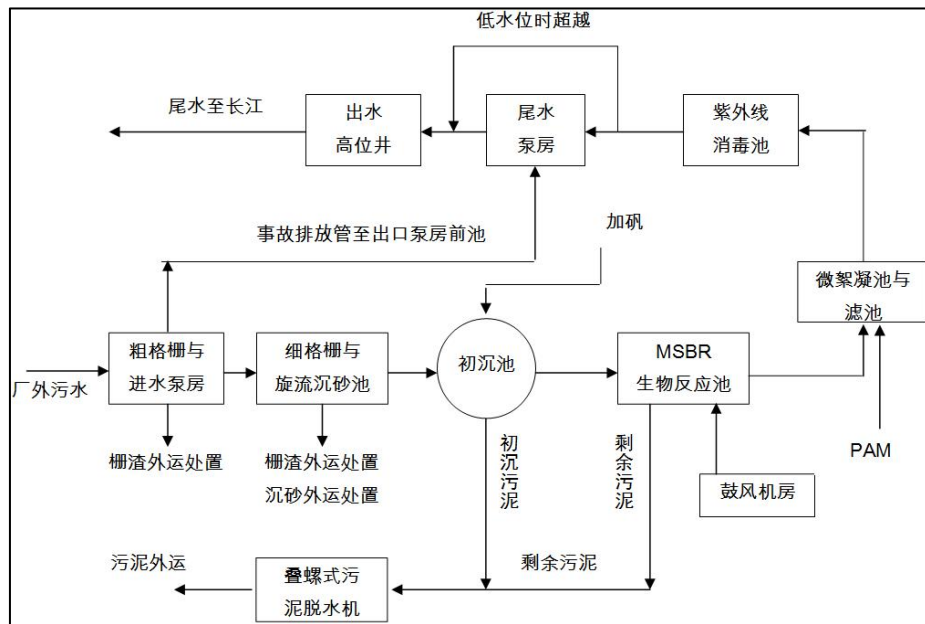 低水位时超越
尾水至长江
出水
高位井
尾水
泵房
紫外线
消毒池
事故排放管至出口泵房前池
加矾
微絮凝池与
滤池
厂外污水
粗格栅与
进水泵房
细格栅与
旋流沉砂池
初沉池
MSBR
生物反应池
栅渣外运处置
栅渣外运处置
沉砂外运处置
初沉污泥
剩余污泥
PAM
鼓风机房
污泥外运
叠螺式污
泥脱水机
剩余污泥